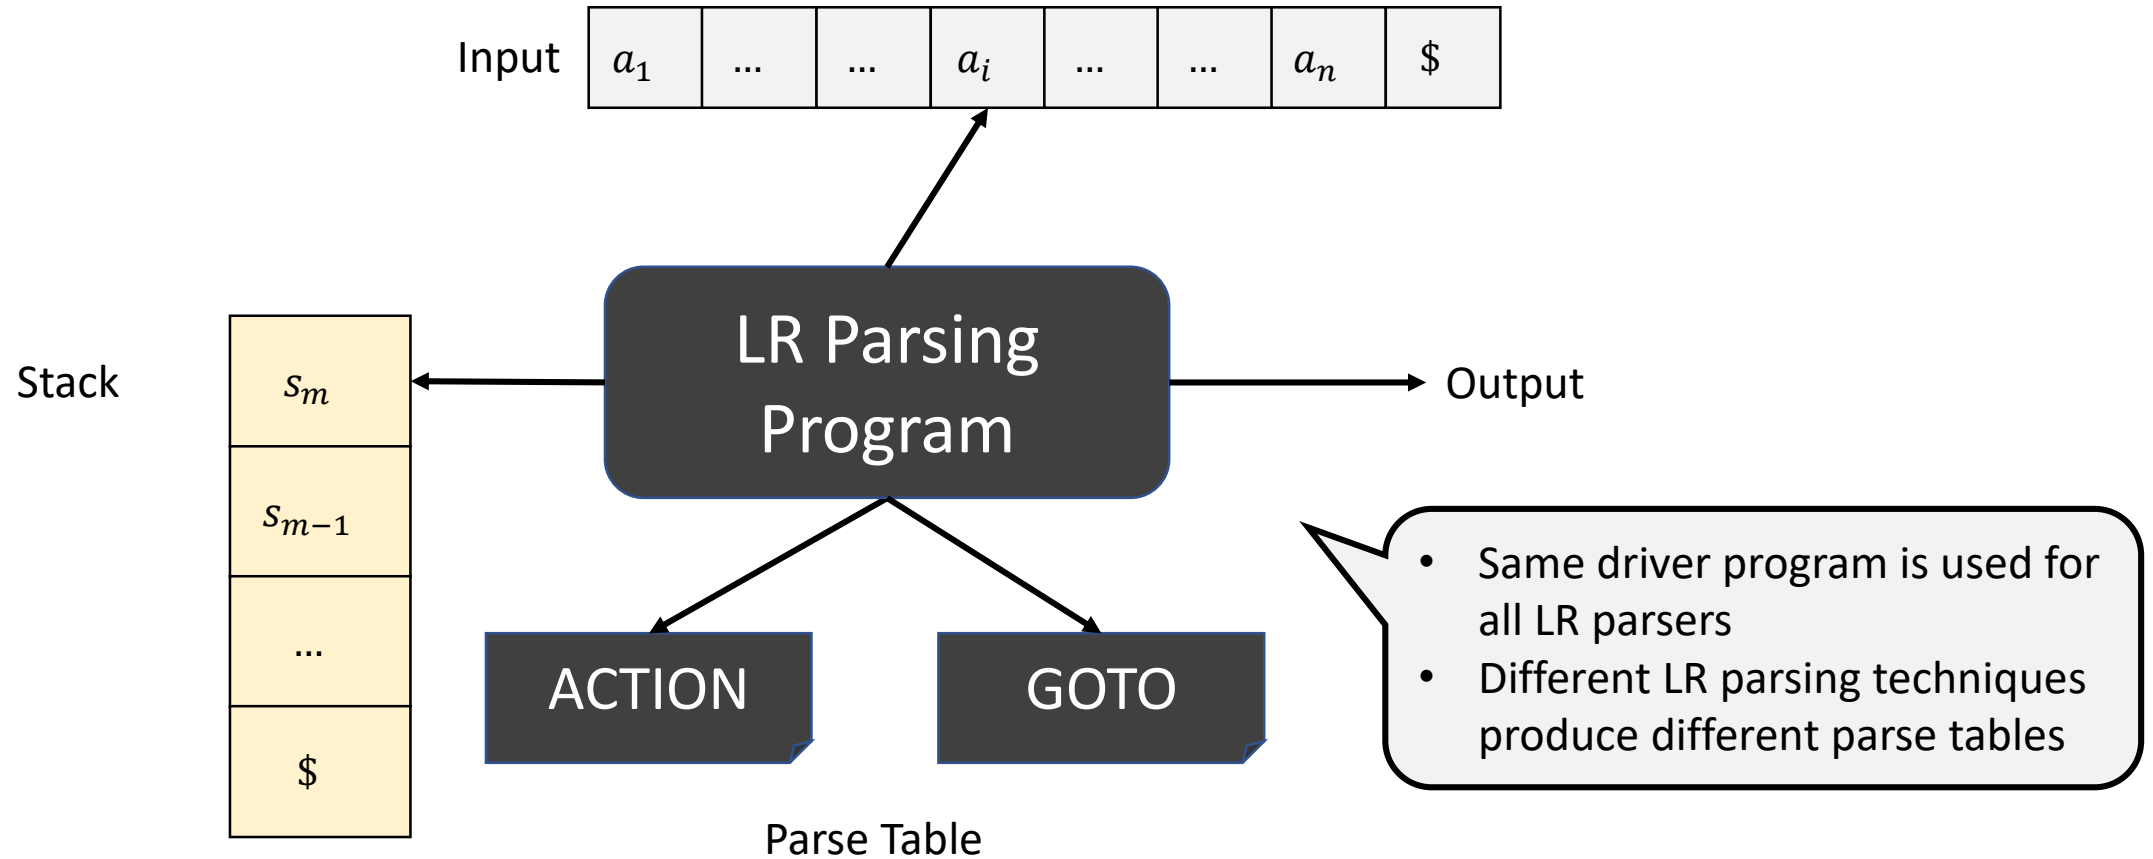 Input a₁ ... ... aᵢ ... ... aₙ $
LR Parsing
Program
Stack
sₘ
sₘ₋₁
...
$
Output
ACTION
GOTO
Parse Table
• Same driver program is used for
all LR parsers
• Different LR parsing techniques
produce different parse tables